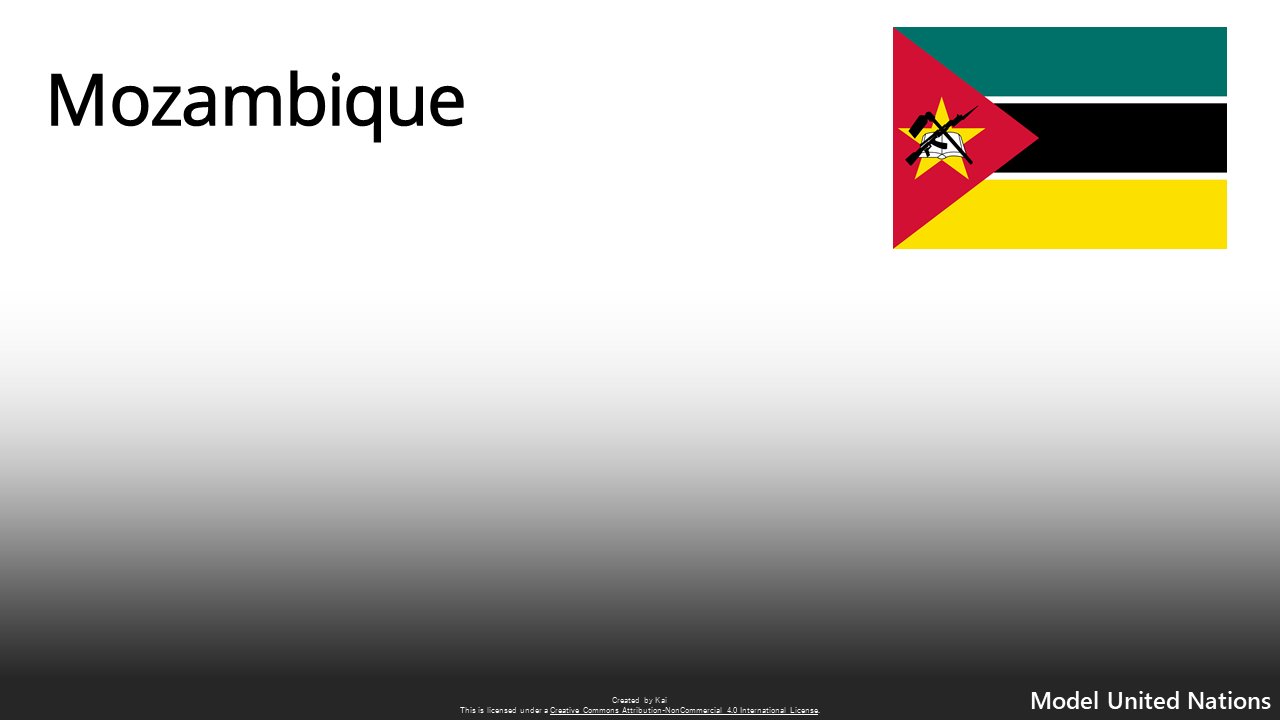 Mozambique
Created by Kai
This is licensed under a Creative Commons Attribution-NonCommercial 4.0 International License.
Model United Nations